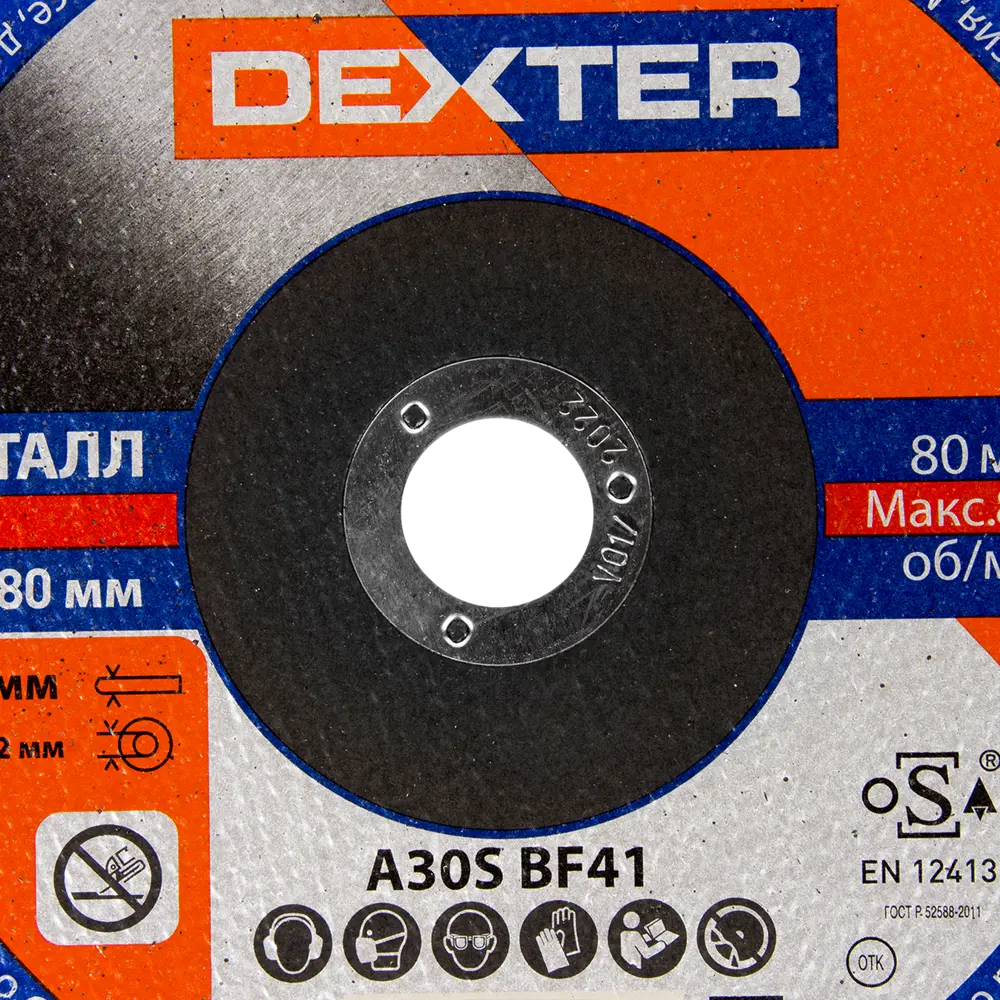 DEXTER
2022
V01/
ТАЛЛ
80 м
Макс.
80 мм
об/м
мм
2 мм
S
®
A30S BF41
EN 12413
ГОСТ Р. 52588-2011
ОТК